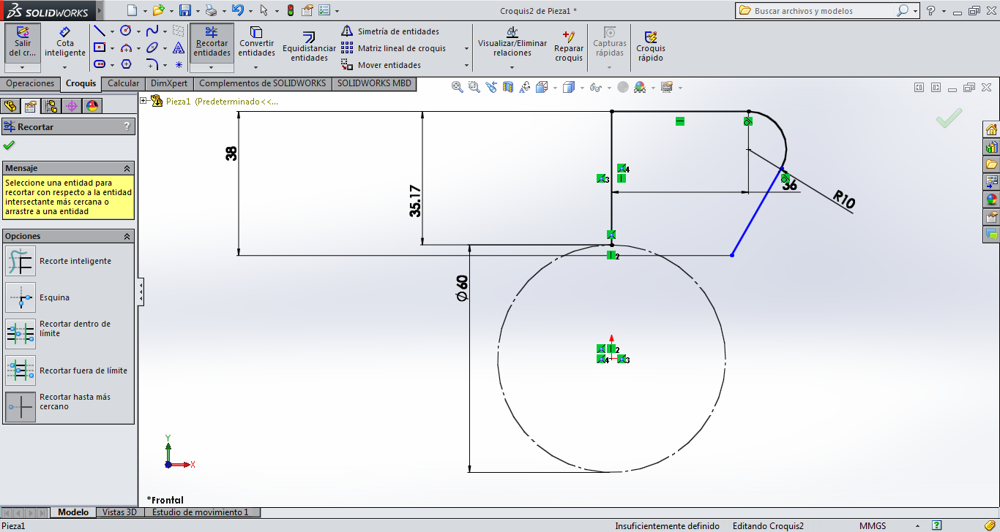 SOLIDWORKS
Croquis2 de Pieza1 *
Buscar archivos y modelos
Salir del cr...
Cota inteligente
Recortar entidades
Convertir entidades
Equidistanciar entidades
Simetría de entidades
Matriz lineal de croquis
Mover entidades
Visualizar/Eliminar relaciones
Reparar croquis
Capturas rápidas
Croquis rápido
Operaciones
Croquis
Calcular
DimXpert
Complementos de SOLIDWORKS
SOLIDWORKS MBD
Pieza1 (Predeterminado<<...
Recortar
?
Mensaje
Seleccione una entidad para
recortar con respecto a la entidad
intersectante más cercana o
arrastre a una entidad
Opciones
Recorte inteligente
Esquina
Recortar dentro de
límite
Recortar fuera de límite
Recortar hasta más
cercano
38
35.17
Ø60
36
R10
4
3
2
2
4
3
Y
X
*Frontal
Modelo
Vistas 3D
Estudio de movimiento 1
Pieza1
Insuficientemente definido
Editando Croquis2
MMGS
?